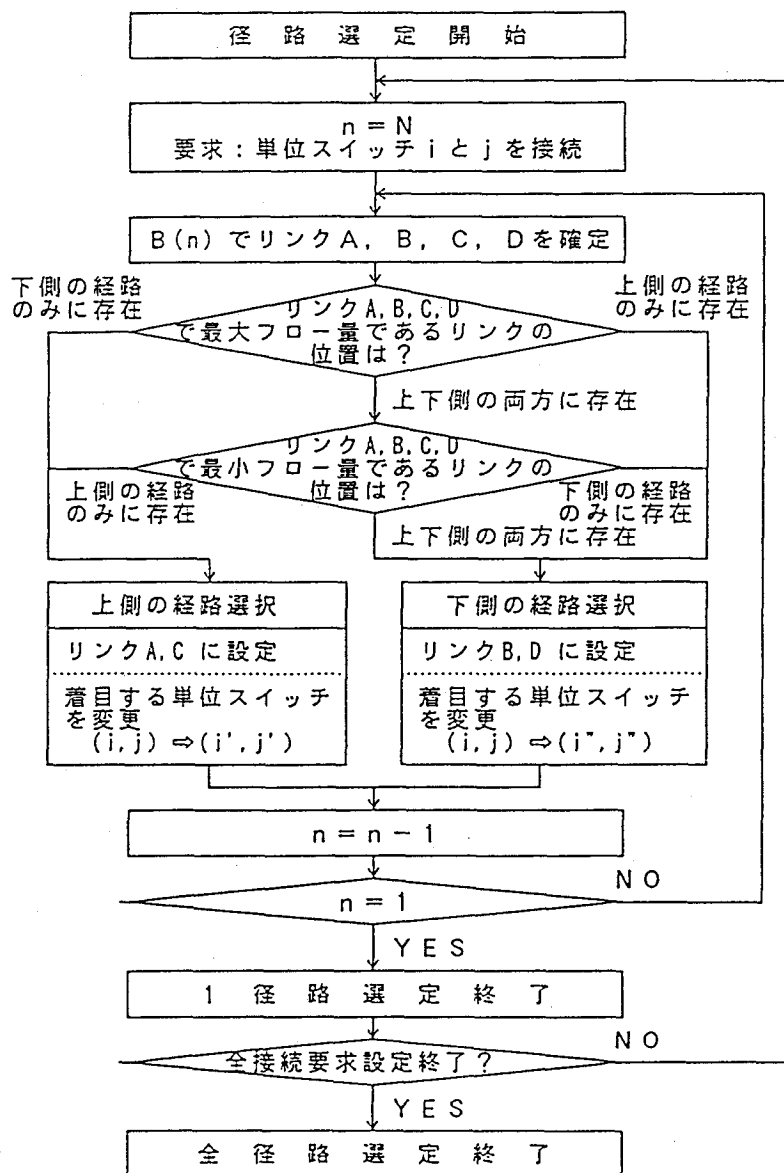 径路選定開始
n＝N
要求：単位スイッチiとjを接続
B(n)でリンクA，B，C，Dを確定
下側の経路
のみに存在
上側の経路
のみに存在
リンクA,B,C,D
で最大フロー量であるリンクの
位置は？
上下側の両方に存在
リンクA,B,C,D
で最小フロー量であるリンクの
位置は？
上側の経路
のみに存在
下側の経路
のみに存在
上下側の両方に存在
上側の経路選択
リンクA,C に設定
着目する単位スイッチ
を変更
(i,j)⇨(i',j')
下側の経路選択
リンクB,D に設定
着目する単位スイッチ
を変更
(i,j)⇨(i",j")
n＝n－1
n＝1
NO
YES
1径路選定終了
全接続要求設定終了？
NO
YES
全径路選定終了